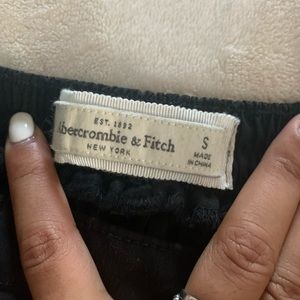 EST. 1892
Abercrombie & Fitch
NEW YORK
S
MADE
IN CHINA